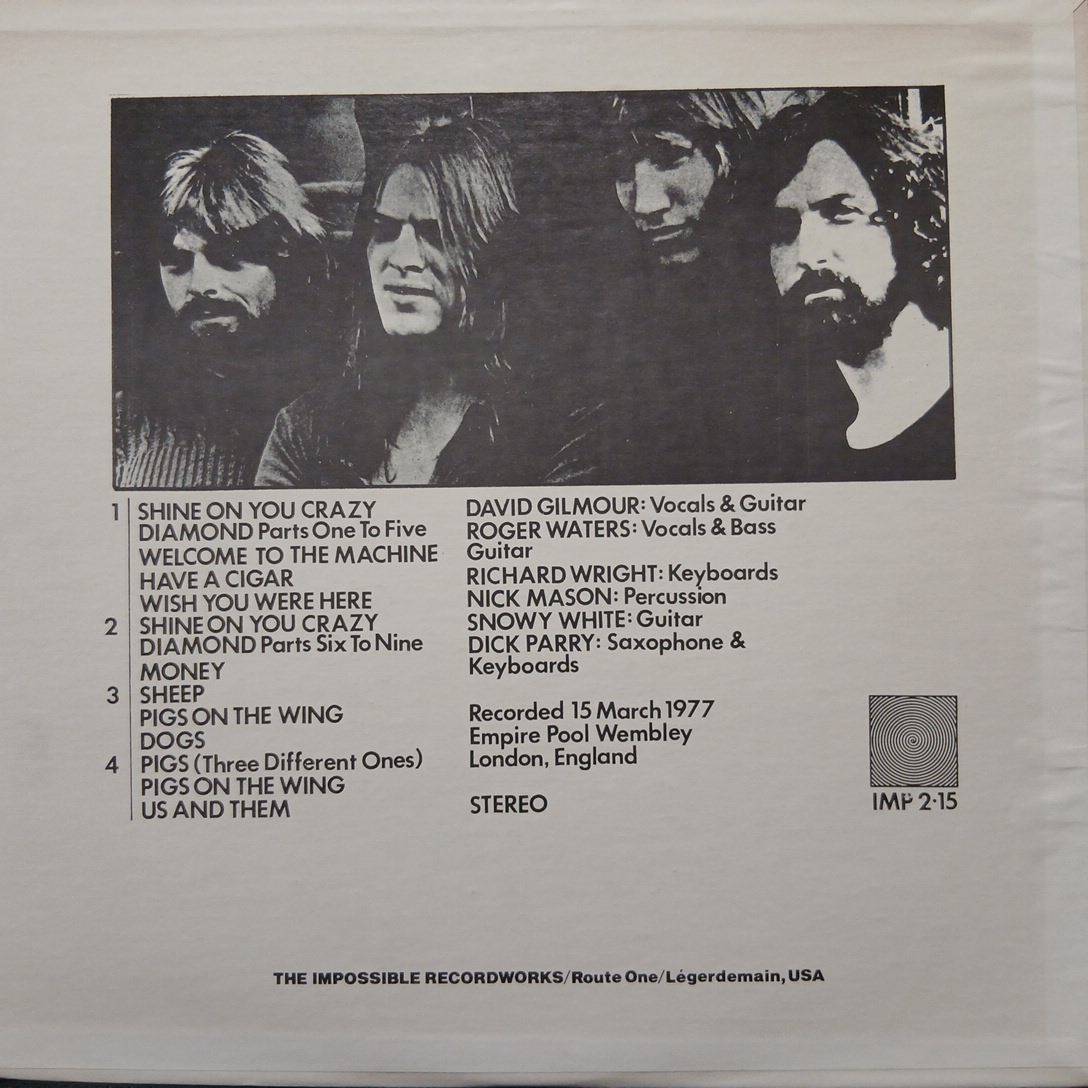 1 SHINE ON YOU CRAZY
DIAMOND Parts One To Five
WELCOME TO THE MACHINE
HAVE A CIGAR
WISH YOU WERE HERE
2 SHINE ON YOU CRAZY
DIAMOND Parts Six To Nine
MONEY
3 SHEEP
PIGS ON THE WING
DOGS
4 PIGS (Three Different Ones)
PIGS ON THE WING
US AND THEM
DAVID GILMOUR: Vocals & Guitar
ROGER WATERS: Vocals & Bass
Guitar
RICHARD WRIGHT: Keyboards
NICK MASON: Percussion
SNOWY WHITE: Guitar
DICK PARRY: Saxophone &
Keyboards
Recorded 15 March 1977
Empire Pool Wembley
London, England
STEREO
IMP 2·15
THE IMPOSSIBLE RECORDWORKS/Route One/Légerdemain, USA